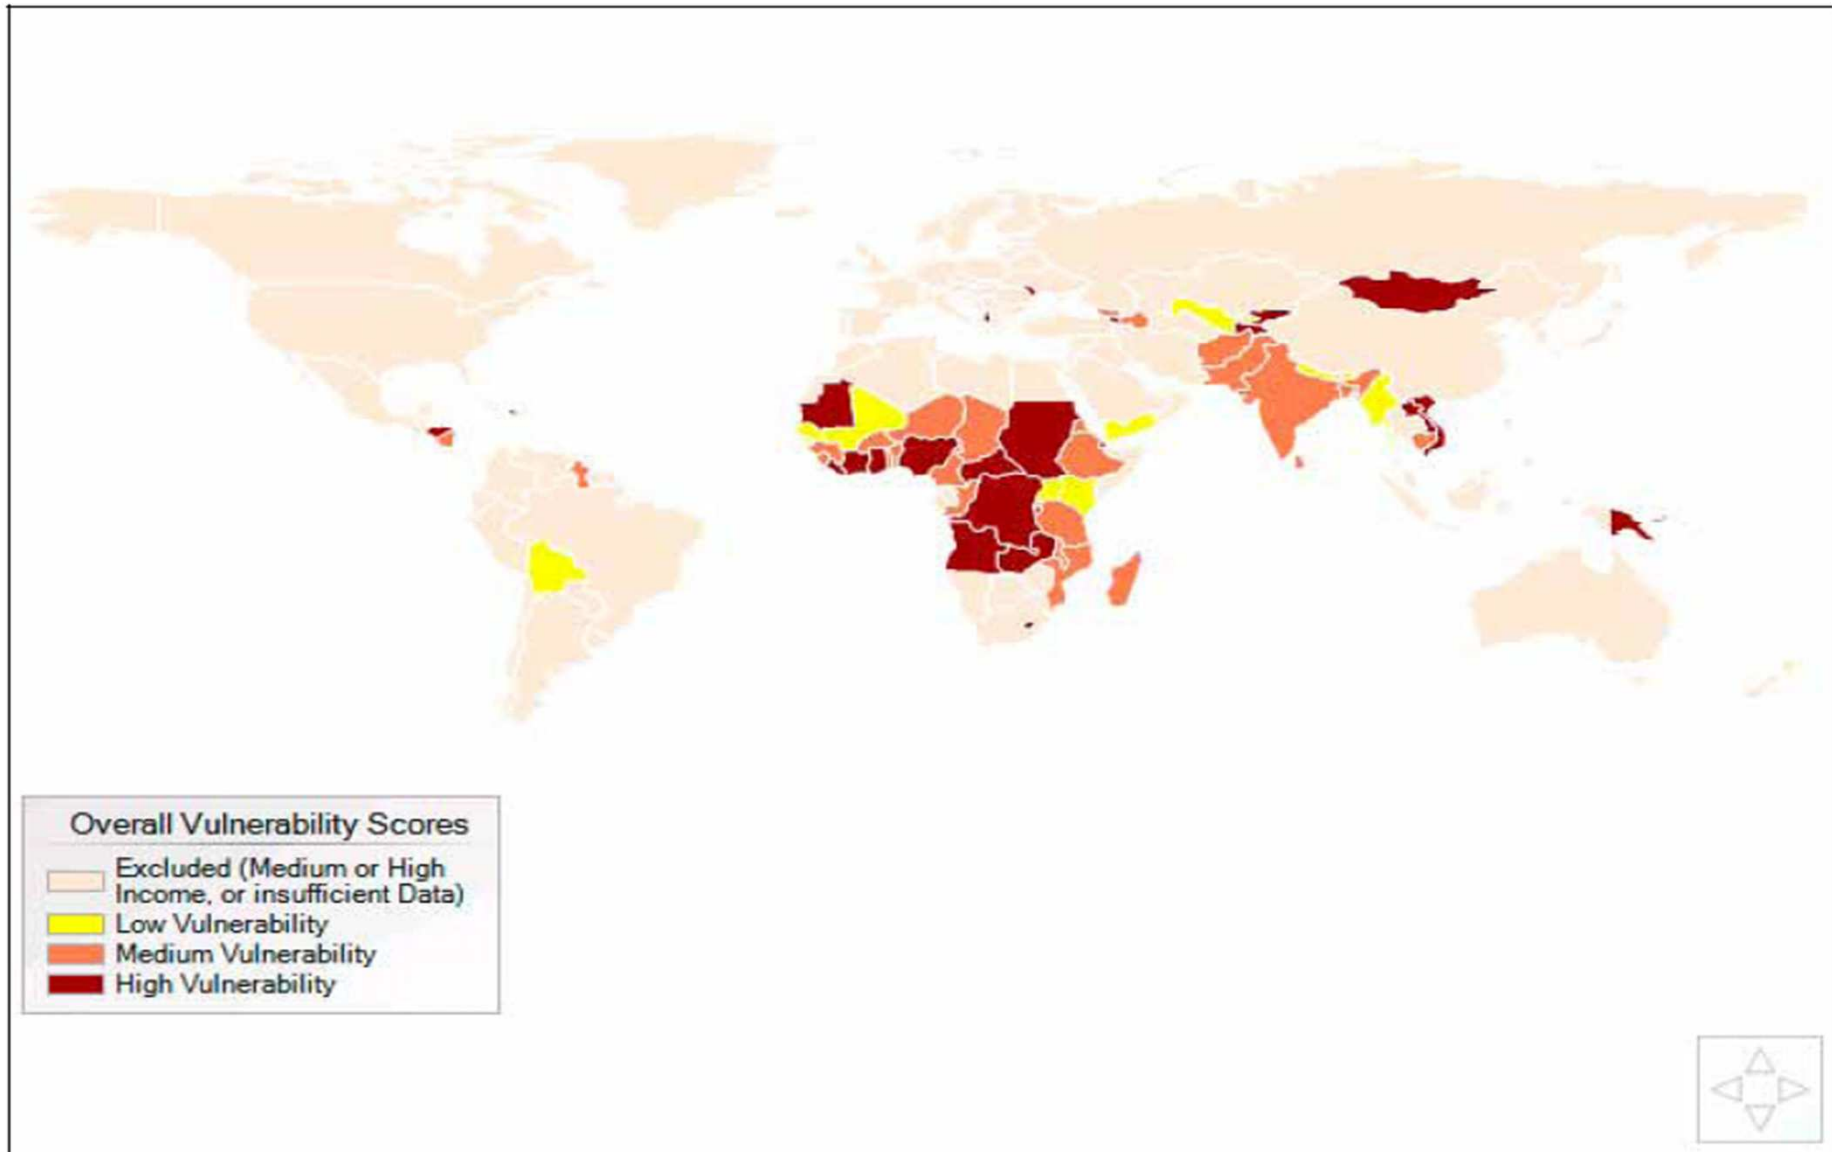 Overall Vulnerability Scores
Excluded (Medium or High
Income, or insufficient Data)
Low Vulnerability
Medium Vulnerability
High Vulnerability